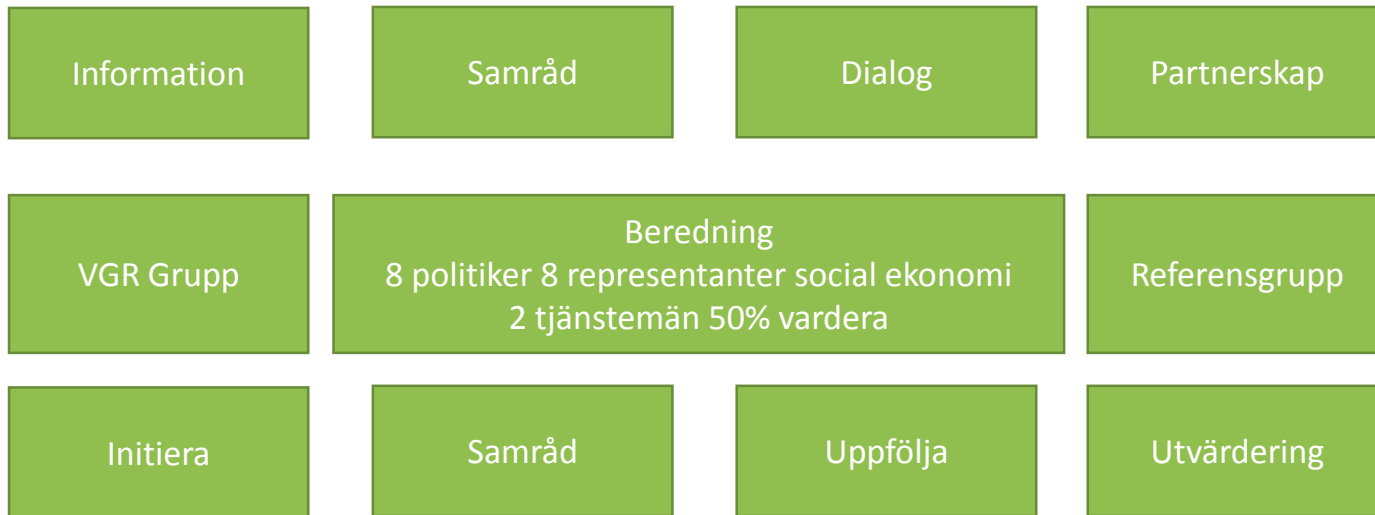 Information
Samråd
Dialog
Partnerskap
VGR Grupp
Beredning
8 politiker 8 representanter social ekonomi
2 tjänstemän 50% vardera
Referensgrupp
Initiera
Samråd
Uppfölja
Utvärdering